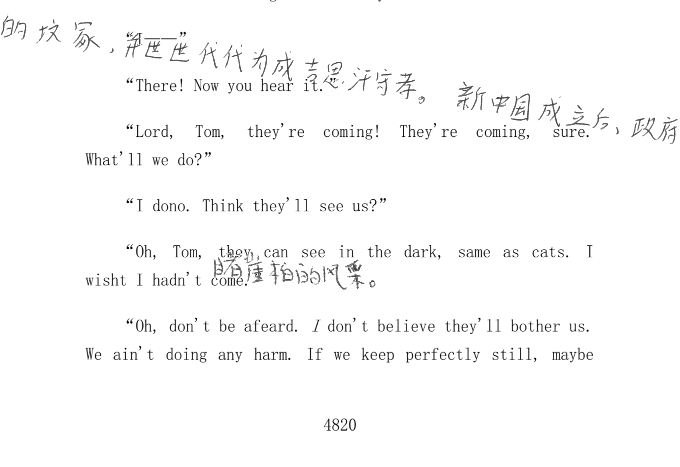 "I——"
的坟冢，并世世代代为成吉思汗守孝。新中国成立后、政府
"There! Now you hear it."
"Lord, Tom, they're coming! They're coming, sure.
What'll we do?"
"I dono. Think they'll see us?"
"Oh, Tom, they can see in the dark, same as cats. I
wisht I hadn't come."
睹崖柏的风
"Oh, don't be afeard. I don't believe they'll bother us.
We ain't doing any harm. If we keep perfectly still, maybe
4820